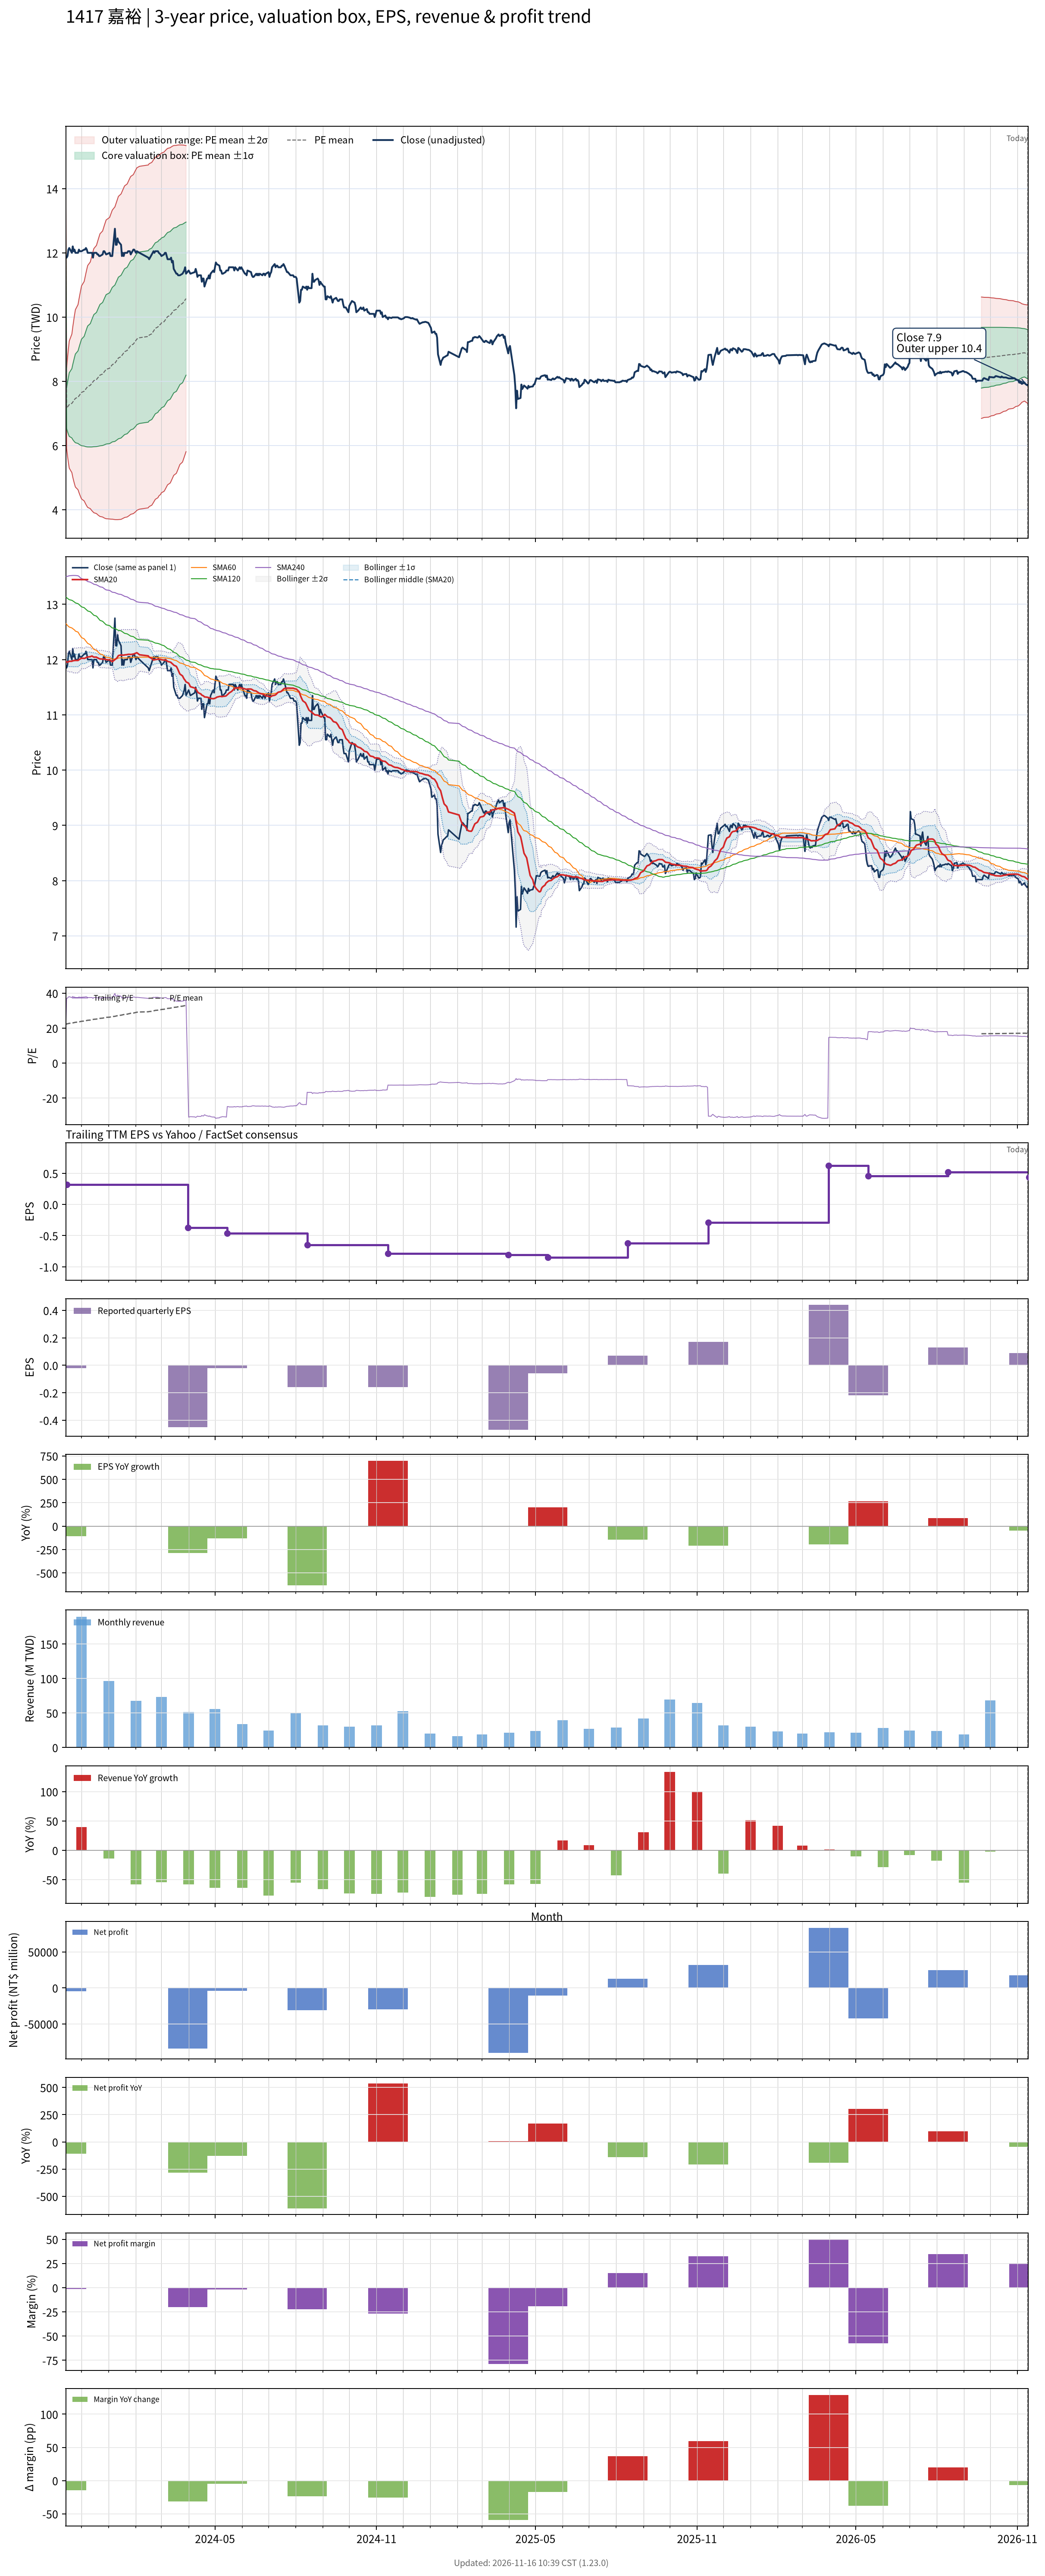 1417 嘉裕 | 3-year price, valuation box, EPS, revenue & profit trend
Outer valuation range: PE mean ±2σ
Core valuation box: PE mean ±1σ
PE mean
Close (unadjusted)
Today
Close 7.9
Outer upper 10.4
Price (TWD)
14
12
10
8
6
4
Close (same as panel 1)
SMA20
SMA60
SMA120
SMA240
Bollinger ±2σ
Bollinger ±1σ
Bollinger middle (SMA20)
Price
13
12
11
10
9
8
7
Trailing P/E
P/E mean
P/E
40
20
0
-20
Trailing TTM EPS vs Yahoo / FactSet consensus
Today
EPS
0.5
0.0
-0.5
-1.0
Reported quarterly EPS
EPS
0.4
0.2
0.0
-0.2
-0.4
EPS YoY growth
YoY (%)
750
500
250
0
-250
-500
Monthly revenue
Revenue (M TWD)
150
100
50
0
Revenue YoY growth
YoY (%)
100
50
0
-50
Month
Net profit
Net profit (NT$ million)
50000
0
-50000
Net profit YoY
YoY (%)
500
250
0
-250
-500
Net profit margin
Margin (%)
50
25
0
-25
-50
-75
Margin YoY change
Δ margin (pp)
100
50
0
-50
2024-05
2024-11
2025-05
2025-11
2026-05
2026-11
Updated: 2026-11-16 10:39 CST (1.23.0)